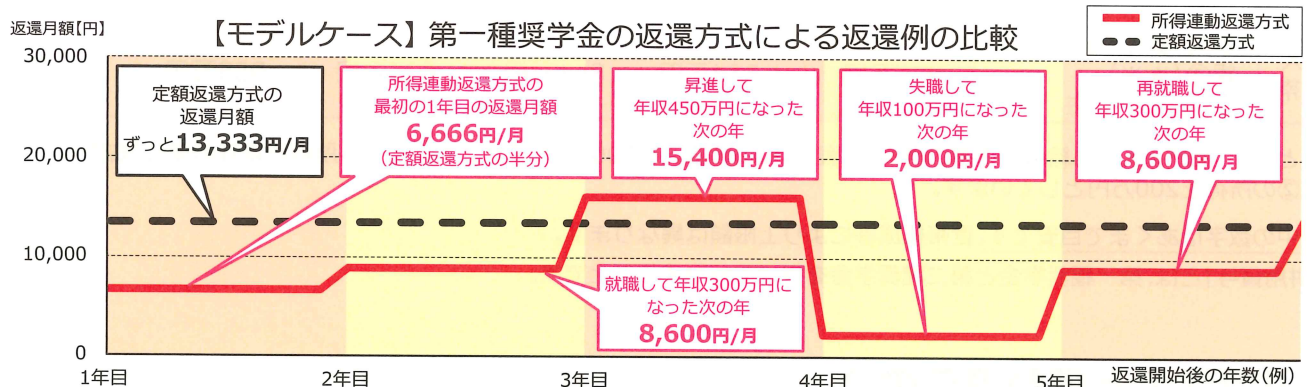 返還月額【円】
【モデルケース】第一種奨学金の返還方式による返還例の比較
所得連動返還方式
定額返還方式
30,000
20,000
10,000
0
定額返還方式の
返還月額
ずっと13,333円/月
所得連動返還方式の
最初の1年目の返還月額
6,666円/月
(定額返還方式の半分)
昇進して
年収450万円になった
次の年
15,400円/月
失職して
年収100万円になった
次の年
2,000円/月
再就職して
年収300万円になった
次の年
8,600円/月
就職して年収300万円に
なった次の年
8,600円/月
1年目
2年目
3年目
4年目
5年目
返還開始後の年数(例)